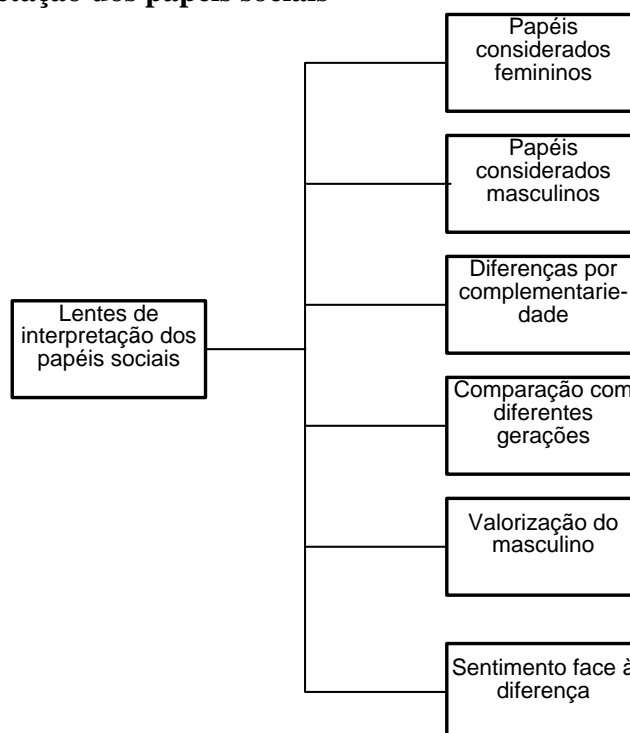 dos papéis sociais
Papéis
considerados
femininos
Papéis
considerados
masculinos
Diferenças por
complementarie-
dade
Lentes de
interpretação dos
papéis sociais
Comparação com
diferentes
gerações
Valorização do
masculino
Sentimento face à
diferença